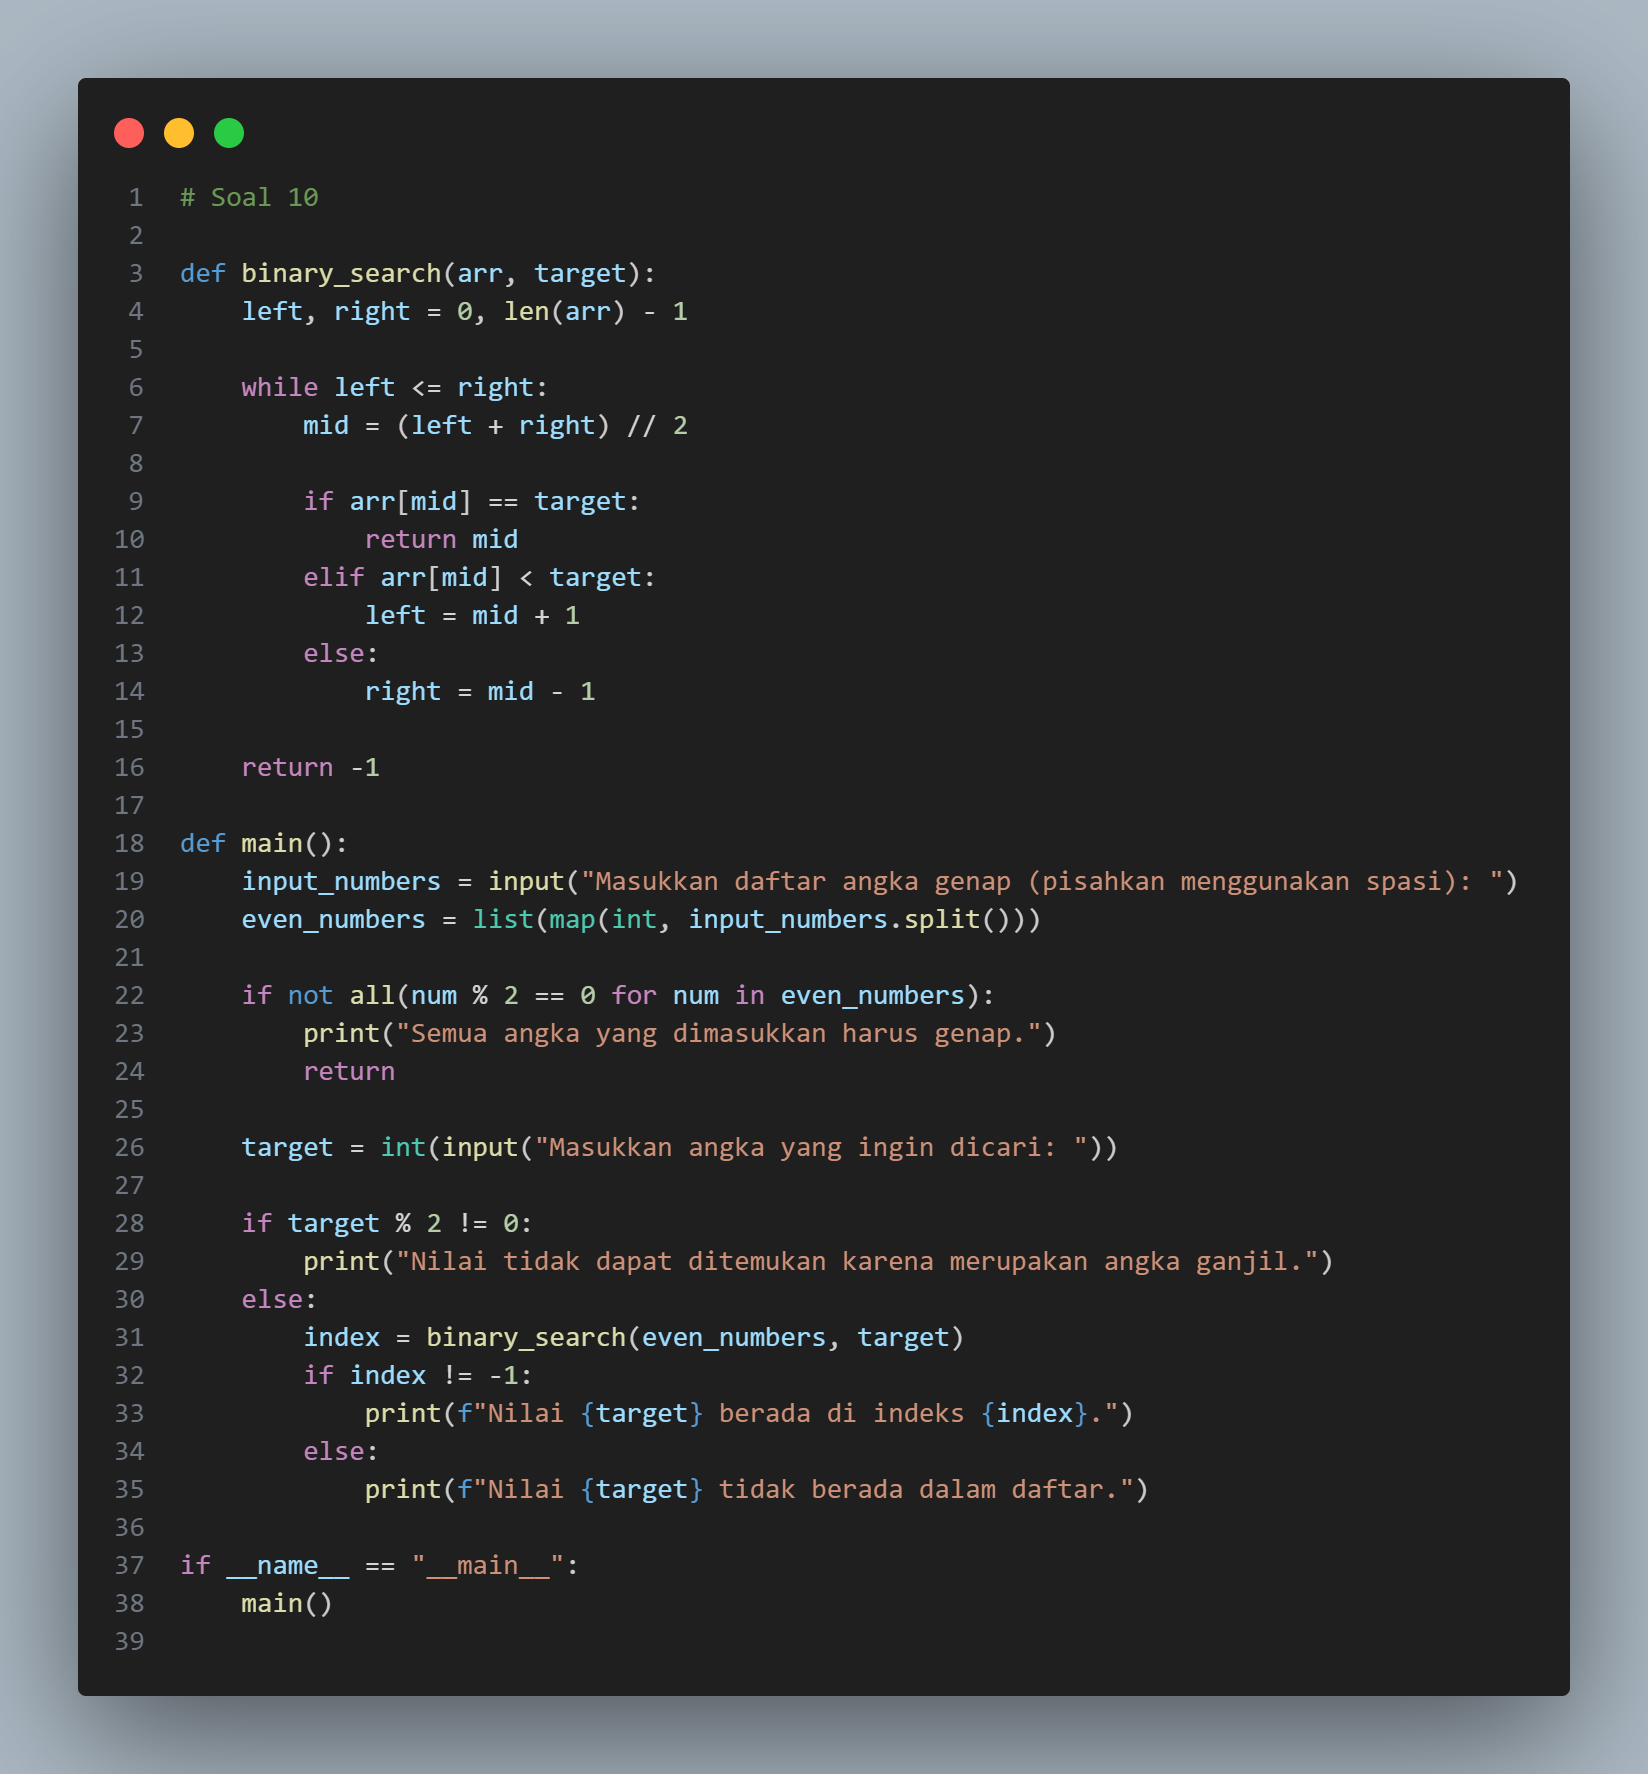 1 # Soal 10
2
3 def binary_search(arr, target):
4     left, right = 0, len(arr) - 1
5
6     while left <= right:
7         mid = (left + right) // 2
8
9         if arr[mid] == target:
10             return mid
11         elif arr[mid] < target:
12             left = mid + 1
13         else:
14             right = mid - 1
15
16     return -1
17
18 def main():
19     input_numbers = input("Masukkan daftar angka genap (pisahkan menggunakan spasi): ")
20     even_numbers = list(map(int, input_numbers.split()))
21
22     if not all(num % 2 == 0 for num in even_numbers):
23         print("Semua angka yang dimasukkan harus genap.")
24         return
25
26     target = int(input("Masukkan angka yang ingin dicari: "))
27
28     if target % 2 != 0:
29         print("Nilai tidak dapat ditemukan karena merupakan angka ganjil.")
30     else:
31         index = binary_search(even_numbers, target)
32         if index != -1:
33             print(f"Nilai {target} berada di indeks {index}.")
34         else:
35             print(f"Nilai {target} tidak berada dalam daftar.")
36
37 if __name__ == "__main__":
38     main()
39